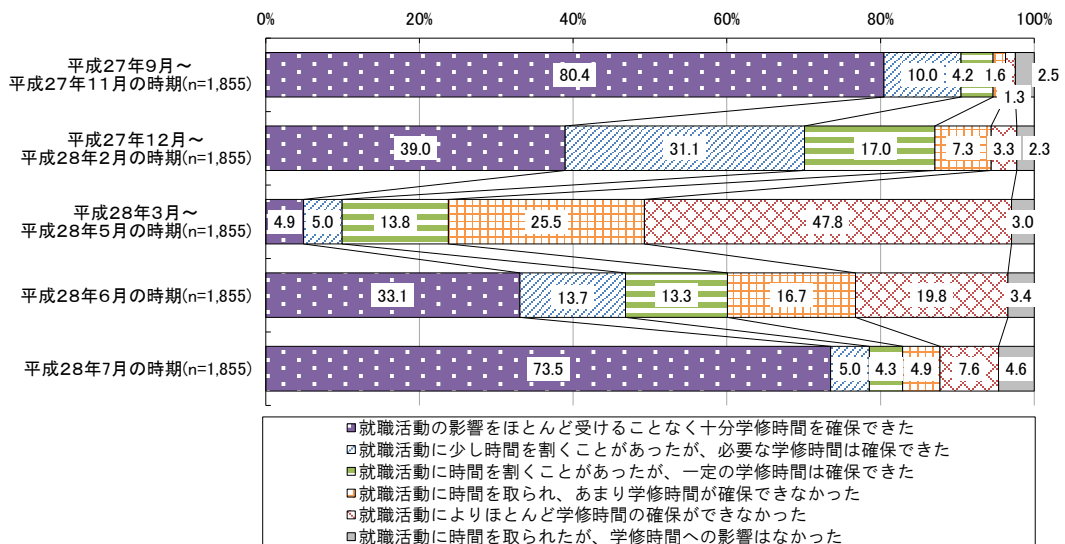 0% 20% 40% 60% 80% 100%
平成27年9月～
平成27年11月の時期(n=1,855)
80.4 10.0 4.2 1.6 1.3 2.5
平成27年12月～
平成28年2月の時期(n=1,855)
39.0 31.1 17.0 7.3 3.3 2.3
平成28年3月～
平成28年5月の時期(n=1,855)
4.9 5.0 13.8 25.5 47.8 3.0
平成28年6月の時期(n=1,855)
33.1 13.7 13.3 16.7 19.8 3.4
平成28年7月の時期(n=1,855)
73.5 5.0 4.3 4.9 7.6 4.6
就職活動の影響をほとんど受けることなく十分学修時間を確保できた
就職活動に少し時間を割くことがあったが、必要な学修時間は確保できた
就職活動に時間を割くことがあったが、一定の学修時間は確保できた
就職活動に時間を取られ、あまり学修時間が確保できなかった
就職活動によりほとんど学修時間の確保ができなかった
就職活動に時間を取られたが、学修時間への影響はなかった